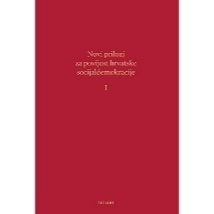 Novi prilozi
za povijest hrvatske
socijaldemokracije
I